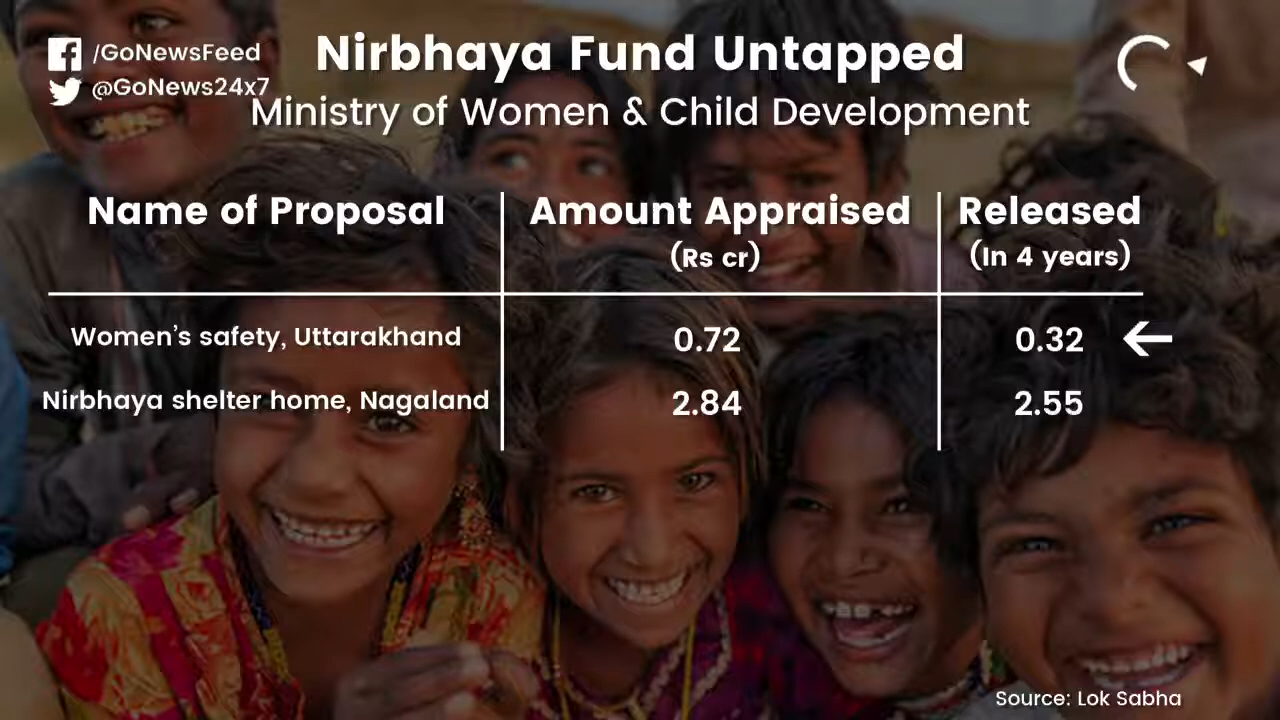 /GoNewsFeed
@GoNews24x7
Nirbhaya Fund Untapped
Ministry of Women & Child Development
Name of Proposal Amount Appraised (Rs cr) Released (In 4 years)
Women’s safety, Uttarakhand 0.72 0.32
Nirbhaya shelter home, Nagaland 2.84 2.55
Source: Lok Sabha